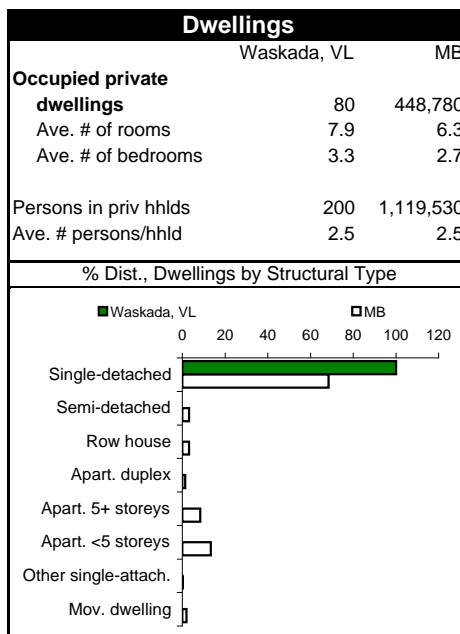 Dwellings
Waskada, VL MB
Occupied private
dwellings 80 448,780
Ave. # of rooms 7.9 6.3
Ave. # of bedrooms 3.3 2.7
Persons in priv hhlds 200 1,119,530
Ave. # persons/hhld 2.5 2.5
% Dist., Dwellings by Structural Type
Waskada, VL MB
0 20 40 60 80 100 120
Single-detached
Semi-detached
Row house
Apart. duplex
Apart. 5+ storeys
Apart. <5 storeys
Other single-attach.
Mov. dwelling